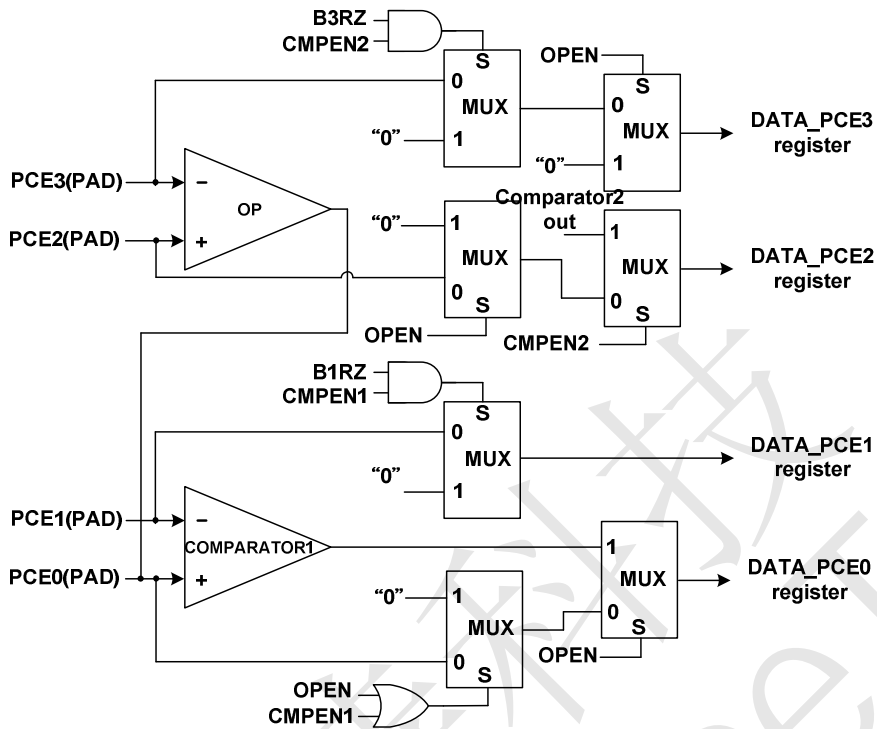 B3RZ
CMPEN2
S
0
MUX
"0"
1
OPEN
S
0
MUX
"0"
1
DATA_PCE3
register
PCE3(PAD)
−
OP
PCE2(PAD)
+
"0"
1
MUX
0
S
OPEN
Comparator2
out
1
MUX
0
S
CMPEN2
DATA_PCE2
register
B1RZ
CMPEN1
S
0
MUX
"0"
1
DATA_PCE1
register
PCE1(PAD)
−
COMPARATOR1
PCE0(PAD)
+
"0"
1
MUX
0
S
OPEN
CMPEN1
1
MUX
0
S
OPEN
DATA_PCE0
register
科技